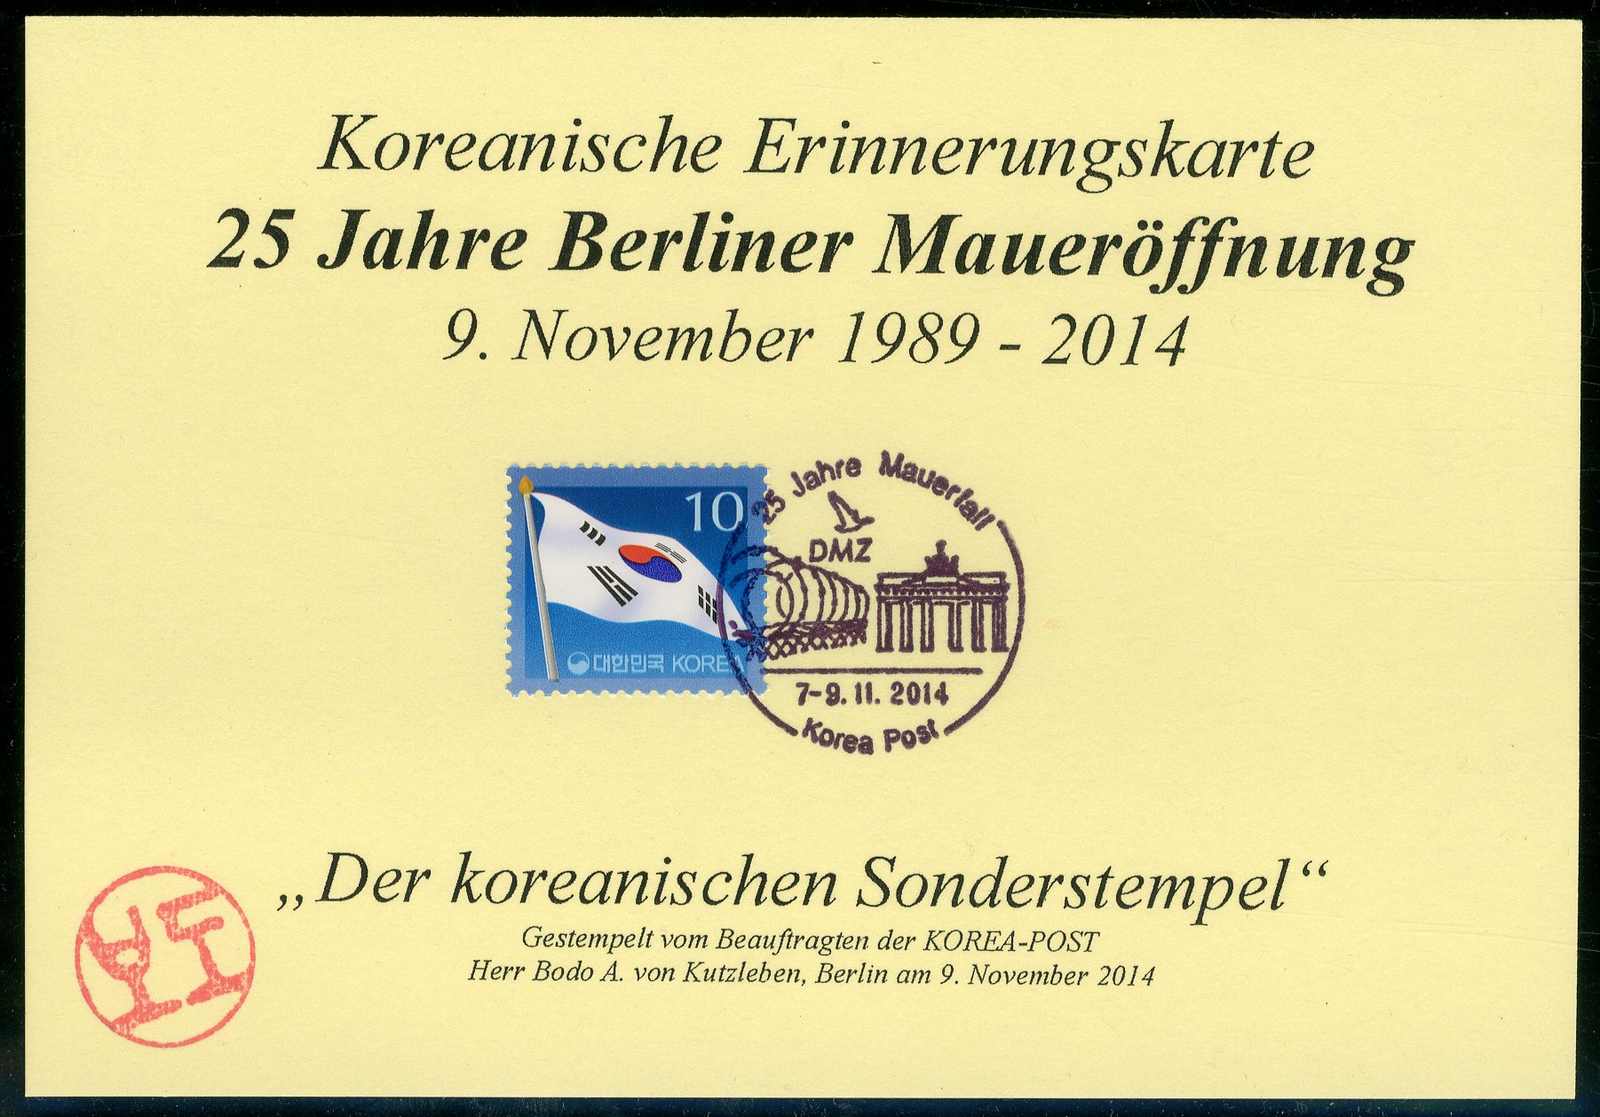 Koreanische Erinnerungskarte
25 Jahre Berliner Maueröffnung
9. November 1989 - 2014
10
대한민국 KOREA
25 Jahre Mauerfall
DMZ
7-9.11.2014
Korea Post
„Der koreanischen Sonderstempel“
Gestempelt vom Beauftragten der KOREA-POST
Herr Bodo A. von Kutzleben, Berlin am 9. November 2014